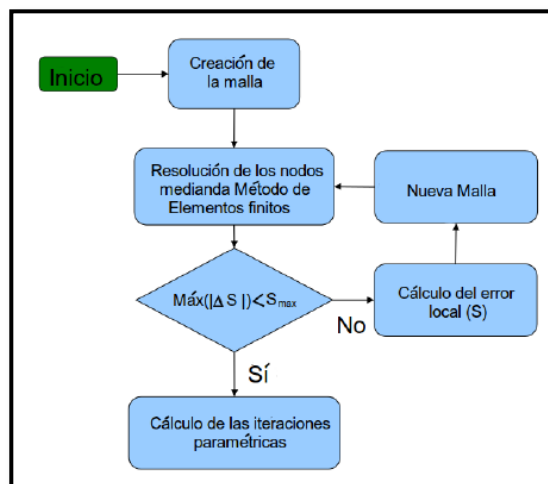 Inicio
Creación de
la malla
Resolución de los nodos
medianda Método de
Elementos finitos
Nueva Malla
Máx(|Δ S |)<Smax
No
Cálculo del error
local (S)
Sí
Cálculo de las iteraciones
paramétricas